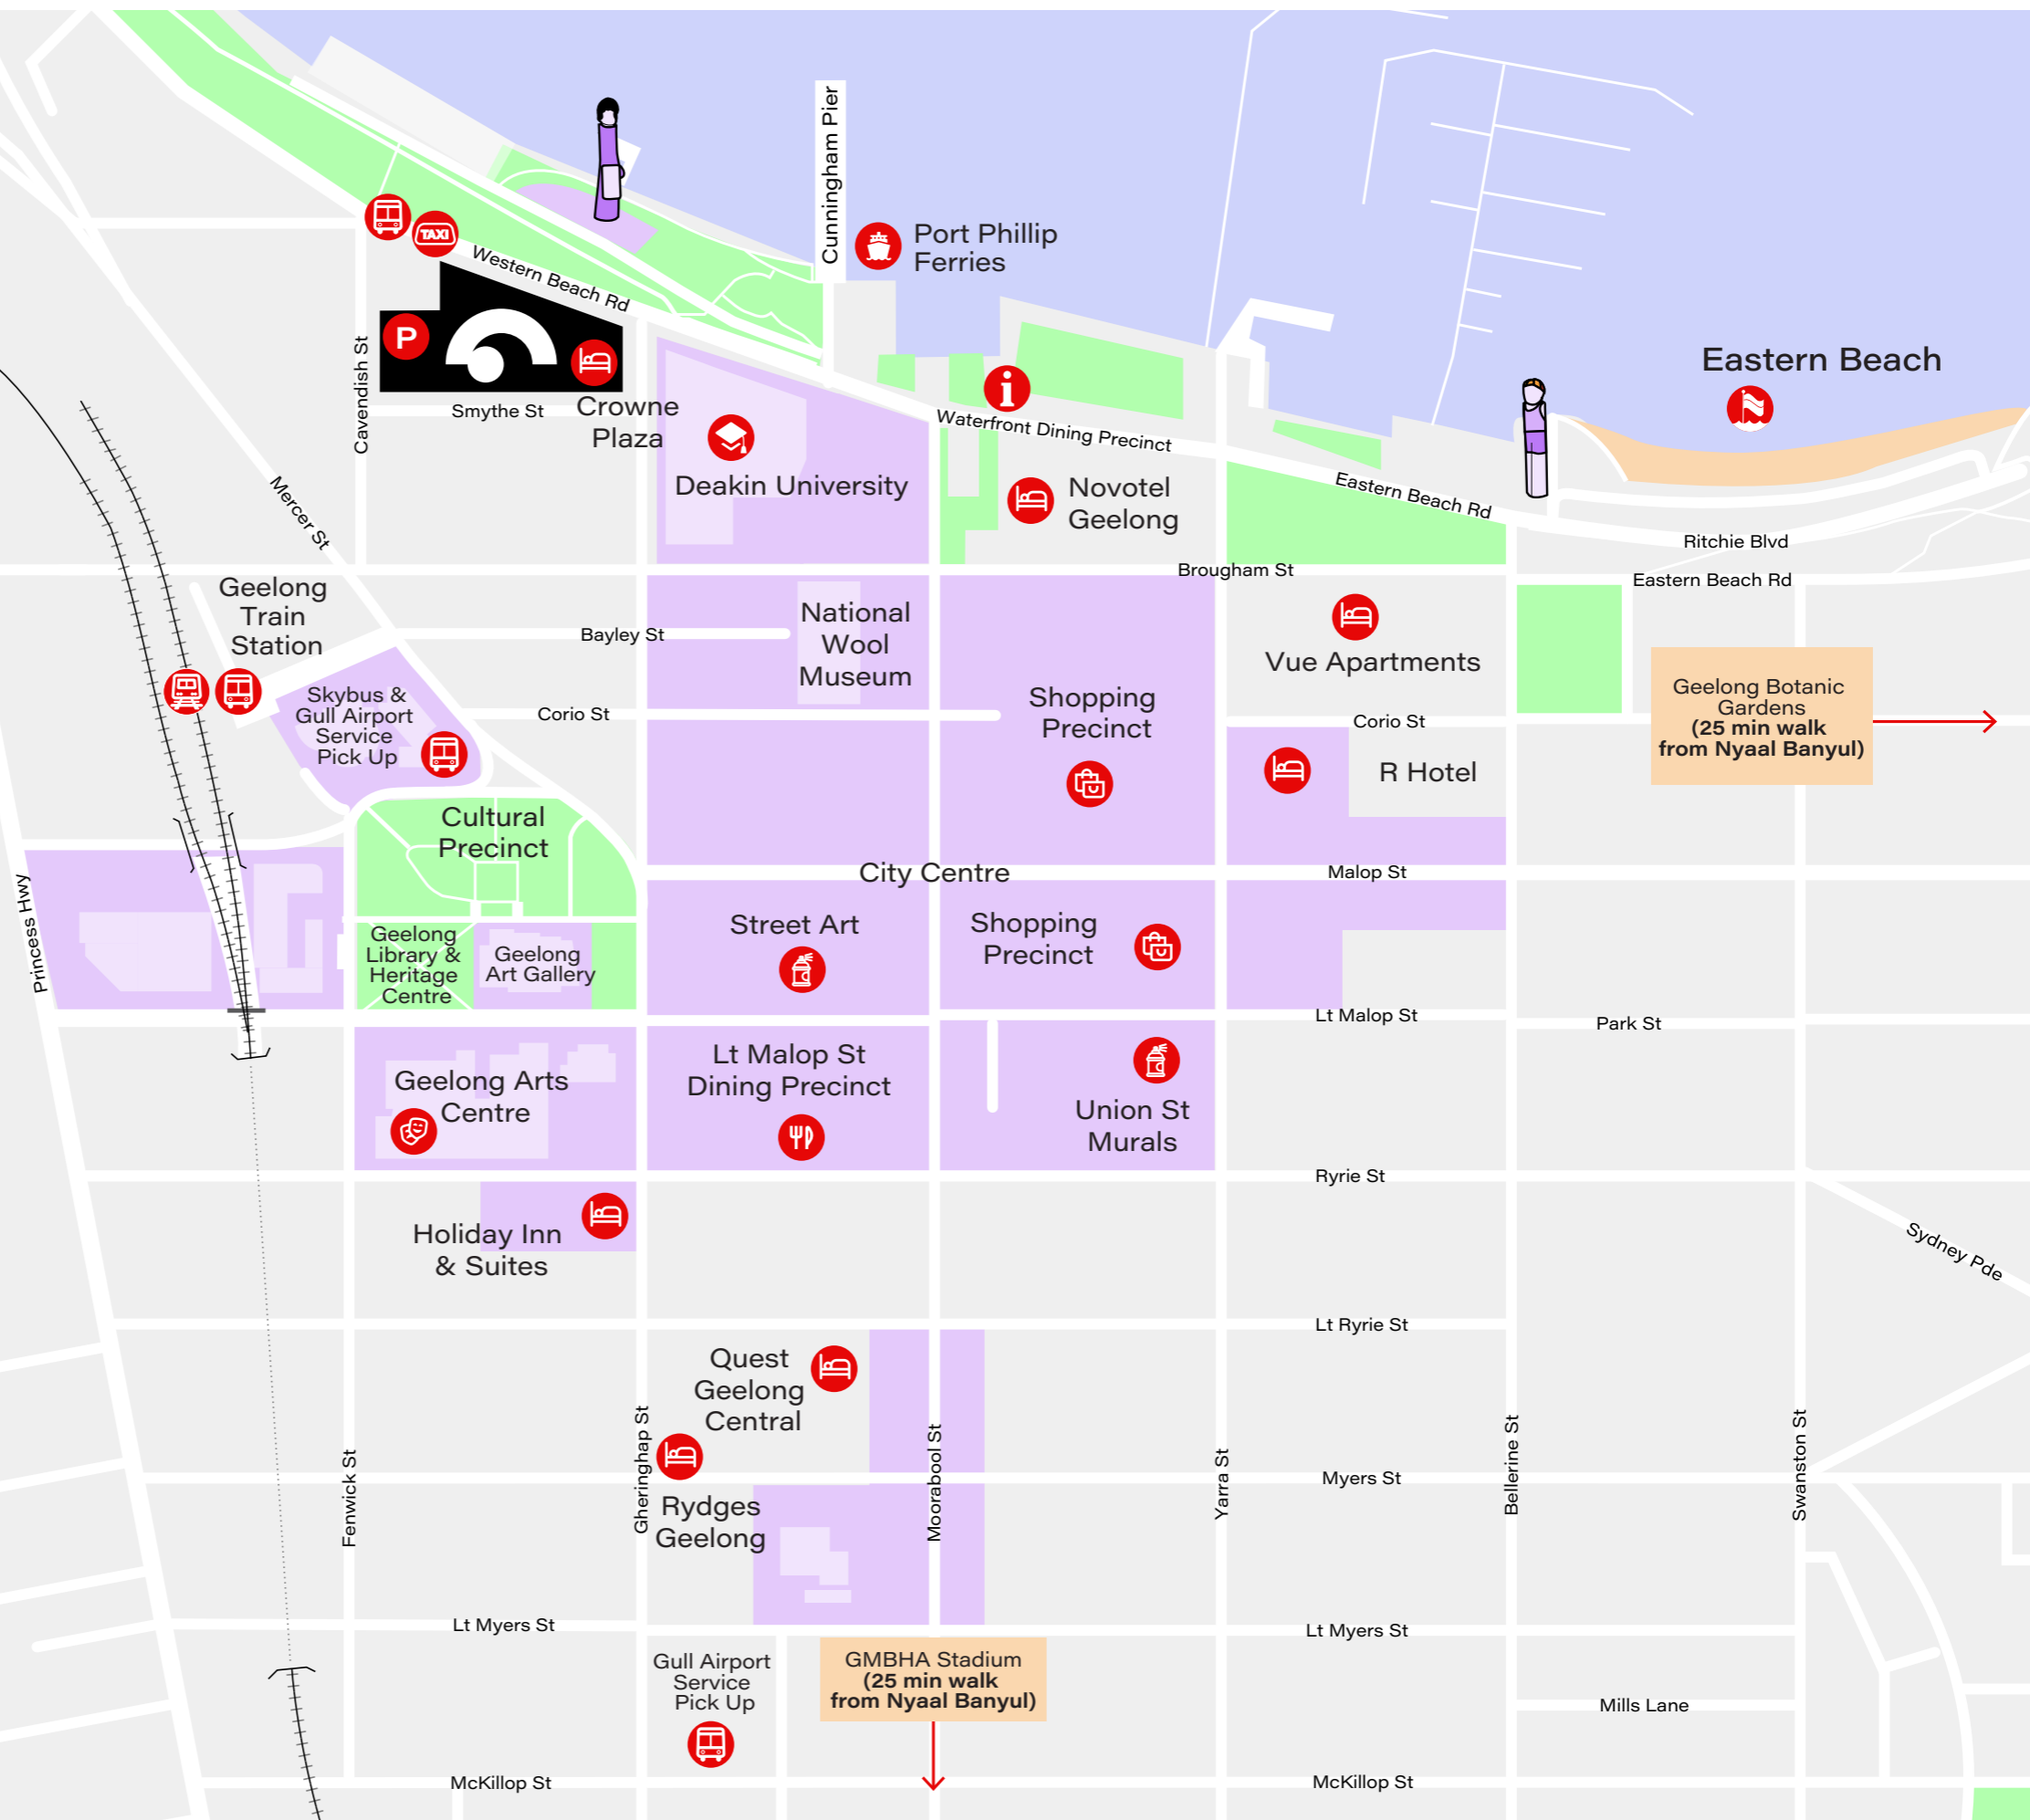 Cunningham Pier
Port Phillip
Ferries
TAXI
Western Beach Rd
P
Cavendish St
Smythe St
Crowne
Plaza
Deakin University
i
Waterfront Dining Precinct
Eastern Beach
Novotel
Geelong
Eastern Beach Rd
Ritchie Blvd
Mercer St
Brougham St
Eastern Beach Rd
Geelong
Train
Station
National
Wool
Museum
Bayley St
Vue Apartments
Skybus &
Gull Airport
Service
Pick Up
Corio St
Shopping
Precinct
Corio St
Geelong Botanic
Gardens
(25 min walk
from Nyaal Banyul)
R Hotel
Cultural
Precinct
City Centre
Malop St
Princess Hwy
Geelong
Library &
Heritage
Centre
Geelong
Art Gallery
Street Art
Shopping
Precinct
Lt Malop St
Park St
Geelong Arts
Centre
Lt Malop St
Dining Precinct
Union St
Murals
Ryrie St
Holiday Inn
& Suites
Sydney Pde
Lt Ryrie St
Quest
Geelong
Central
Fenwick St
Gheringhap St
Moorabool St
Yarra St
Bellerine St
Swanston St
Myers St
Rydges
Geelong
Lt Myers St
Lt Myers St
Gull Airport
Service
Pick Up
GMBHA Stadium
(25 min walk
from Nyaal Banyul)
Mills Lane
McKillop St
McKillop St